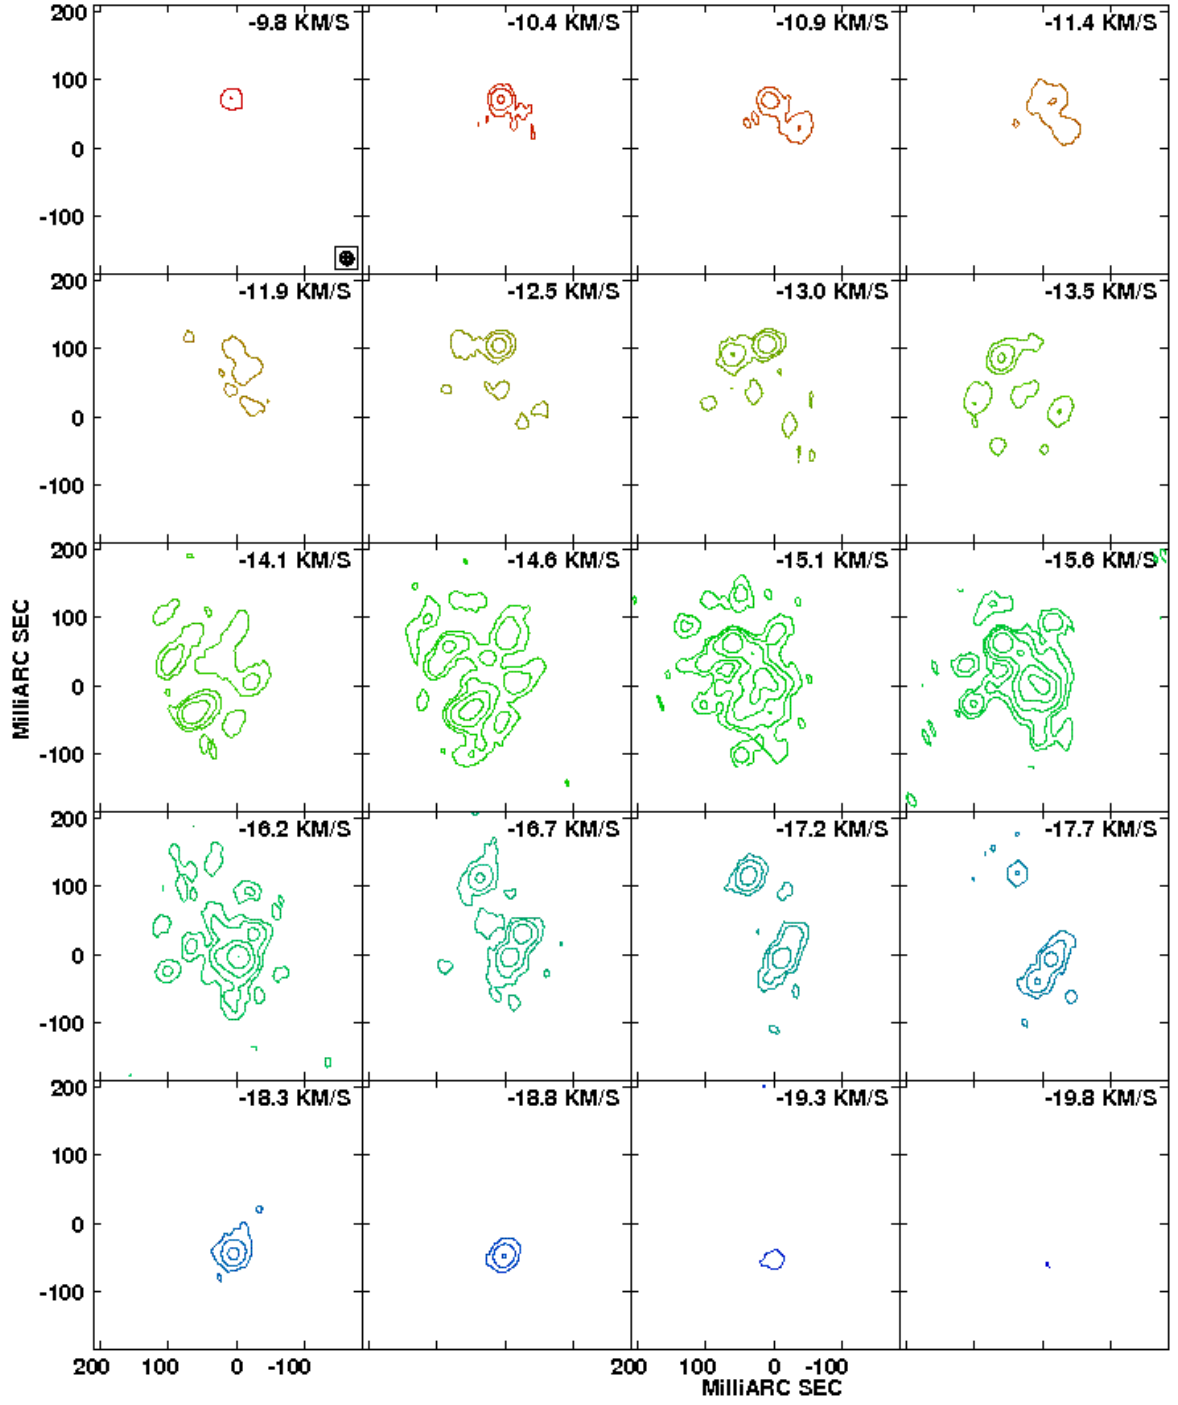 200 -9.8 KM/S -10.4 KM/S -10.9 KM/S -11.4 KM/S
100
0
-100
200 -11.9 KM/S -12.5 KM/S -13.0 KM/S -13.5 KM/S
100
0
-100
200 -14.1 KM/S -14.6 KM/S -15.1 KM/S -15.6 KM/S
100
0
-100
MilliARC SEC
200 -16.2 KM/S -16.7 KM/S -17.2 KM/S -17.7 KM/S
100
0
-100
200 -18.3 KM/S -18.8 KM/S -19.3 KM/S -19.8 KM/S
100
0
-100
200 100 0 -100 200 100 0 -100
MilliARC SEC